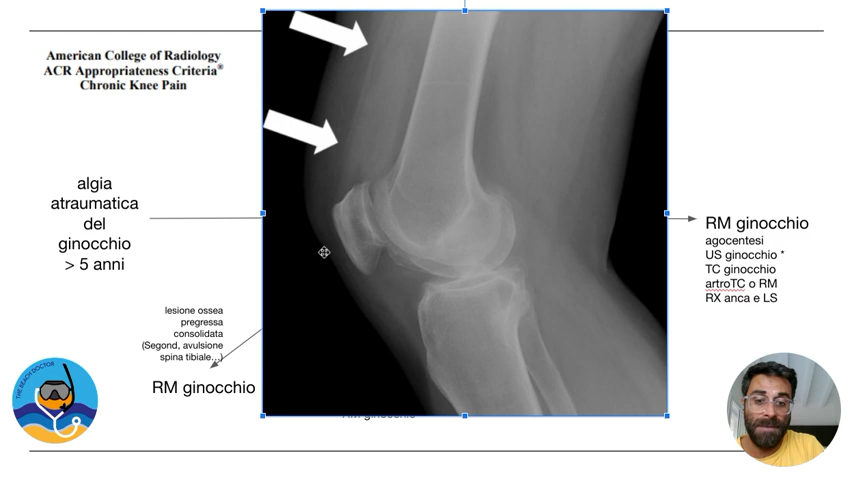 American College of Radiology
ACR Appropriateness Criteria®
Chronic Knee Pain
algia
atraumatica
del
ginocchio
> 5 anni
lesione ossea
pregressa
consolidata
(Segond, avulsione
spina tibiale…)
RM ginocchio
RM ginocchio
agocentesi
US ginocchio *
TC ginocchio
artroTC o RM
RX anca e LS
THE BEACH DOCTOR